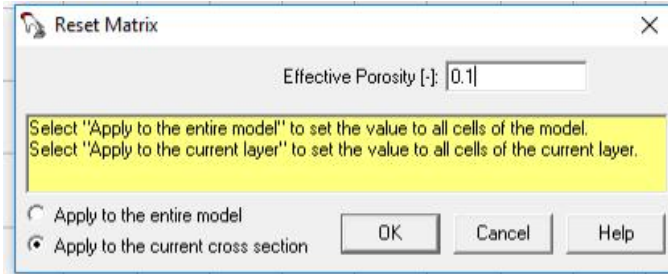 Reset Matrix
Effective Porosity [-]: 0.1
Select "Apply to the entire model" to set the value to all cells of the model.
Select "Apply to the current layer" to set the value to all cells of the current layer.
Apply to the entire model
Apply to the current cross section
OK Cancel Help